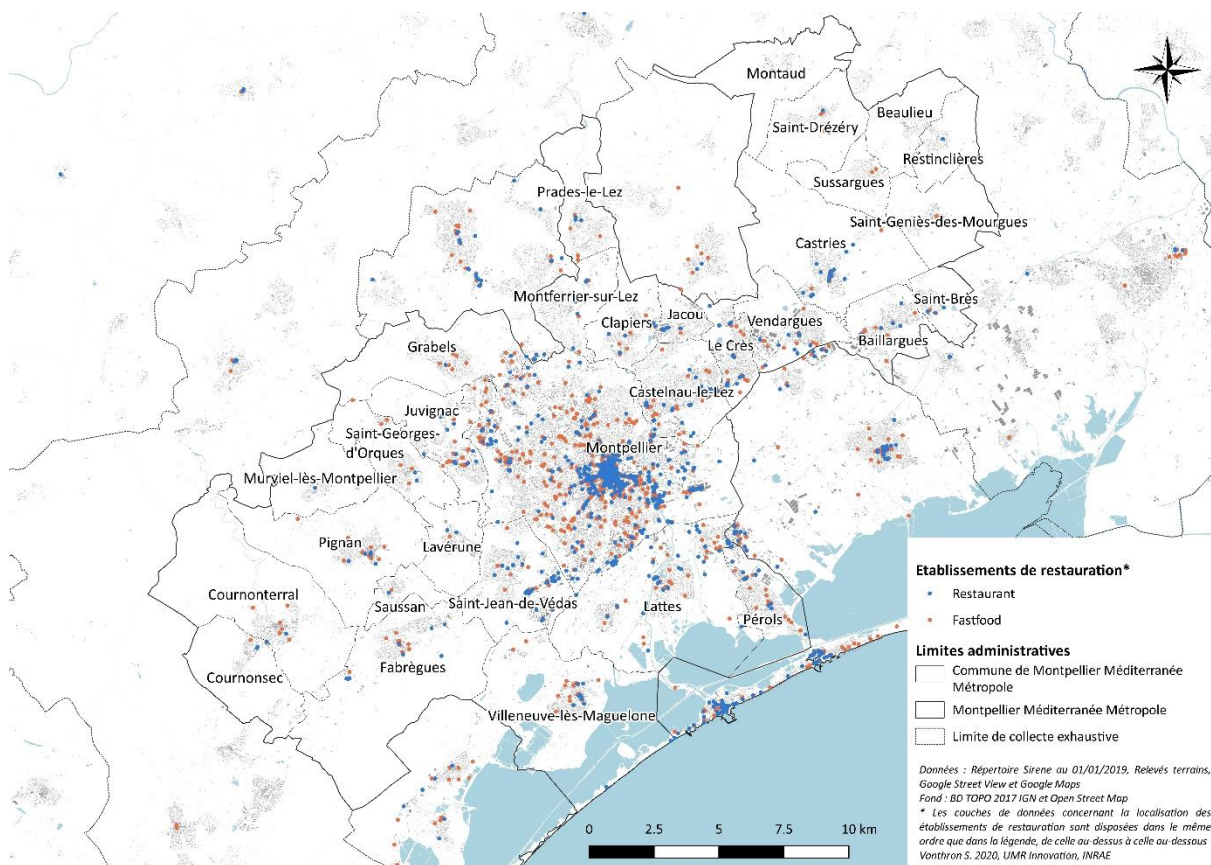 Montaud
Saint-Drézéry
Beaulieu
Restinclières
Sussargues
Prades-le-Lez
Saint-Geniès-des-Mourgues
Castries
Montferrier-sur-Lez
Saint-Brès
Jacou
Clapiers
Vendargues
Baillargues
Le Crès
Grabels
Castelnau-le-Lez
Juvignac
Saint-Georges-
d'Orques
Montpellier
Murviel-lès-Montpellier
Pignan
Lavérune
Cournonterral
Saussan
Saint-Jean-de-Védas
Lattes
Pérols
Fabrègues
Cournonsec
Villeneuve-lès-Maguelone
Etablissements de restauration*
Restaurant
Fastfood
Limites administratives
Commune de Montpellier Méditerranée
Métropole
Montpellier Méditerranée Métropole
Limite de collecte exhaustive
Données : Répertoire Sirene au 01/01/2019, Relevés terrains,
Google Street View et Google Maps
Fond : BD TOPO 2017 IGN et Open Street Map
* Les couches de données concernant la localisation des
établissements de restauration sont disposées dans le même
ordre que dans la légende, de celle au-dessus à celle au-dessous
Vonthron S. 2020, UMR Innovation, INRAE
0 2.5 5 7.5 10 km